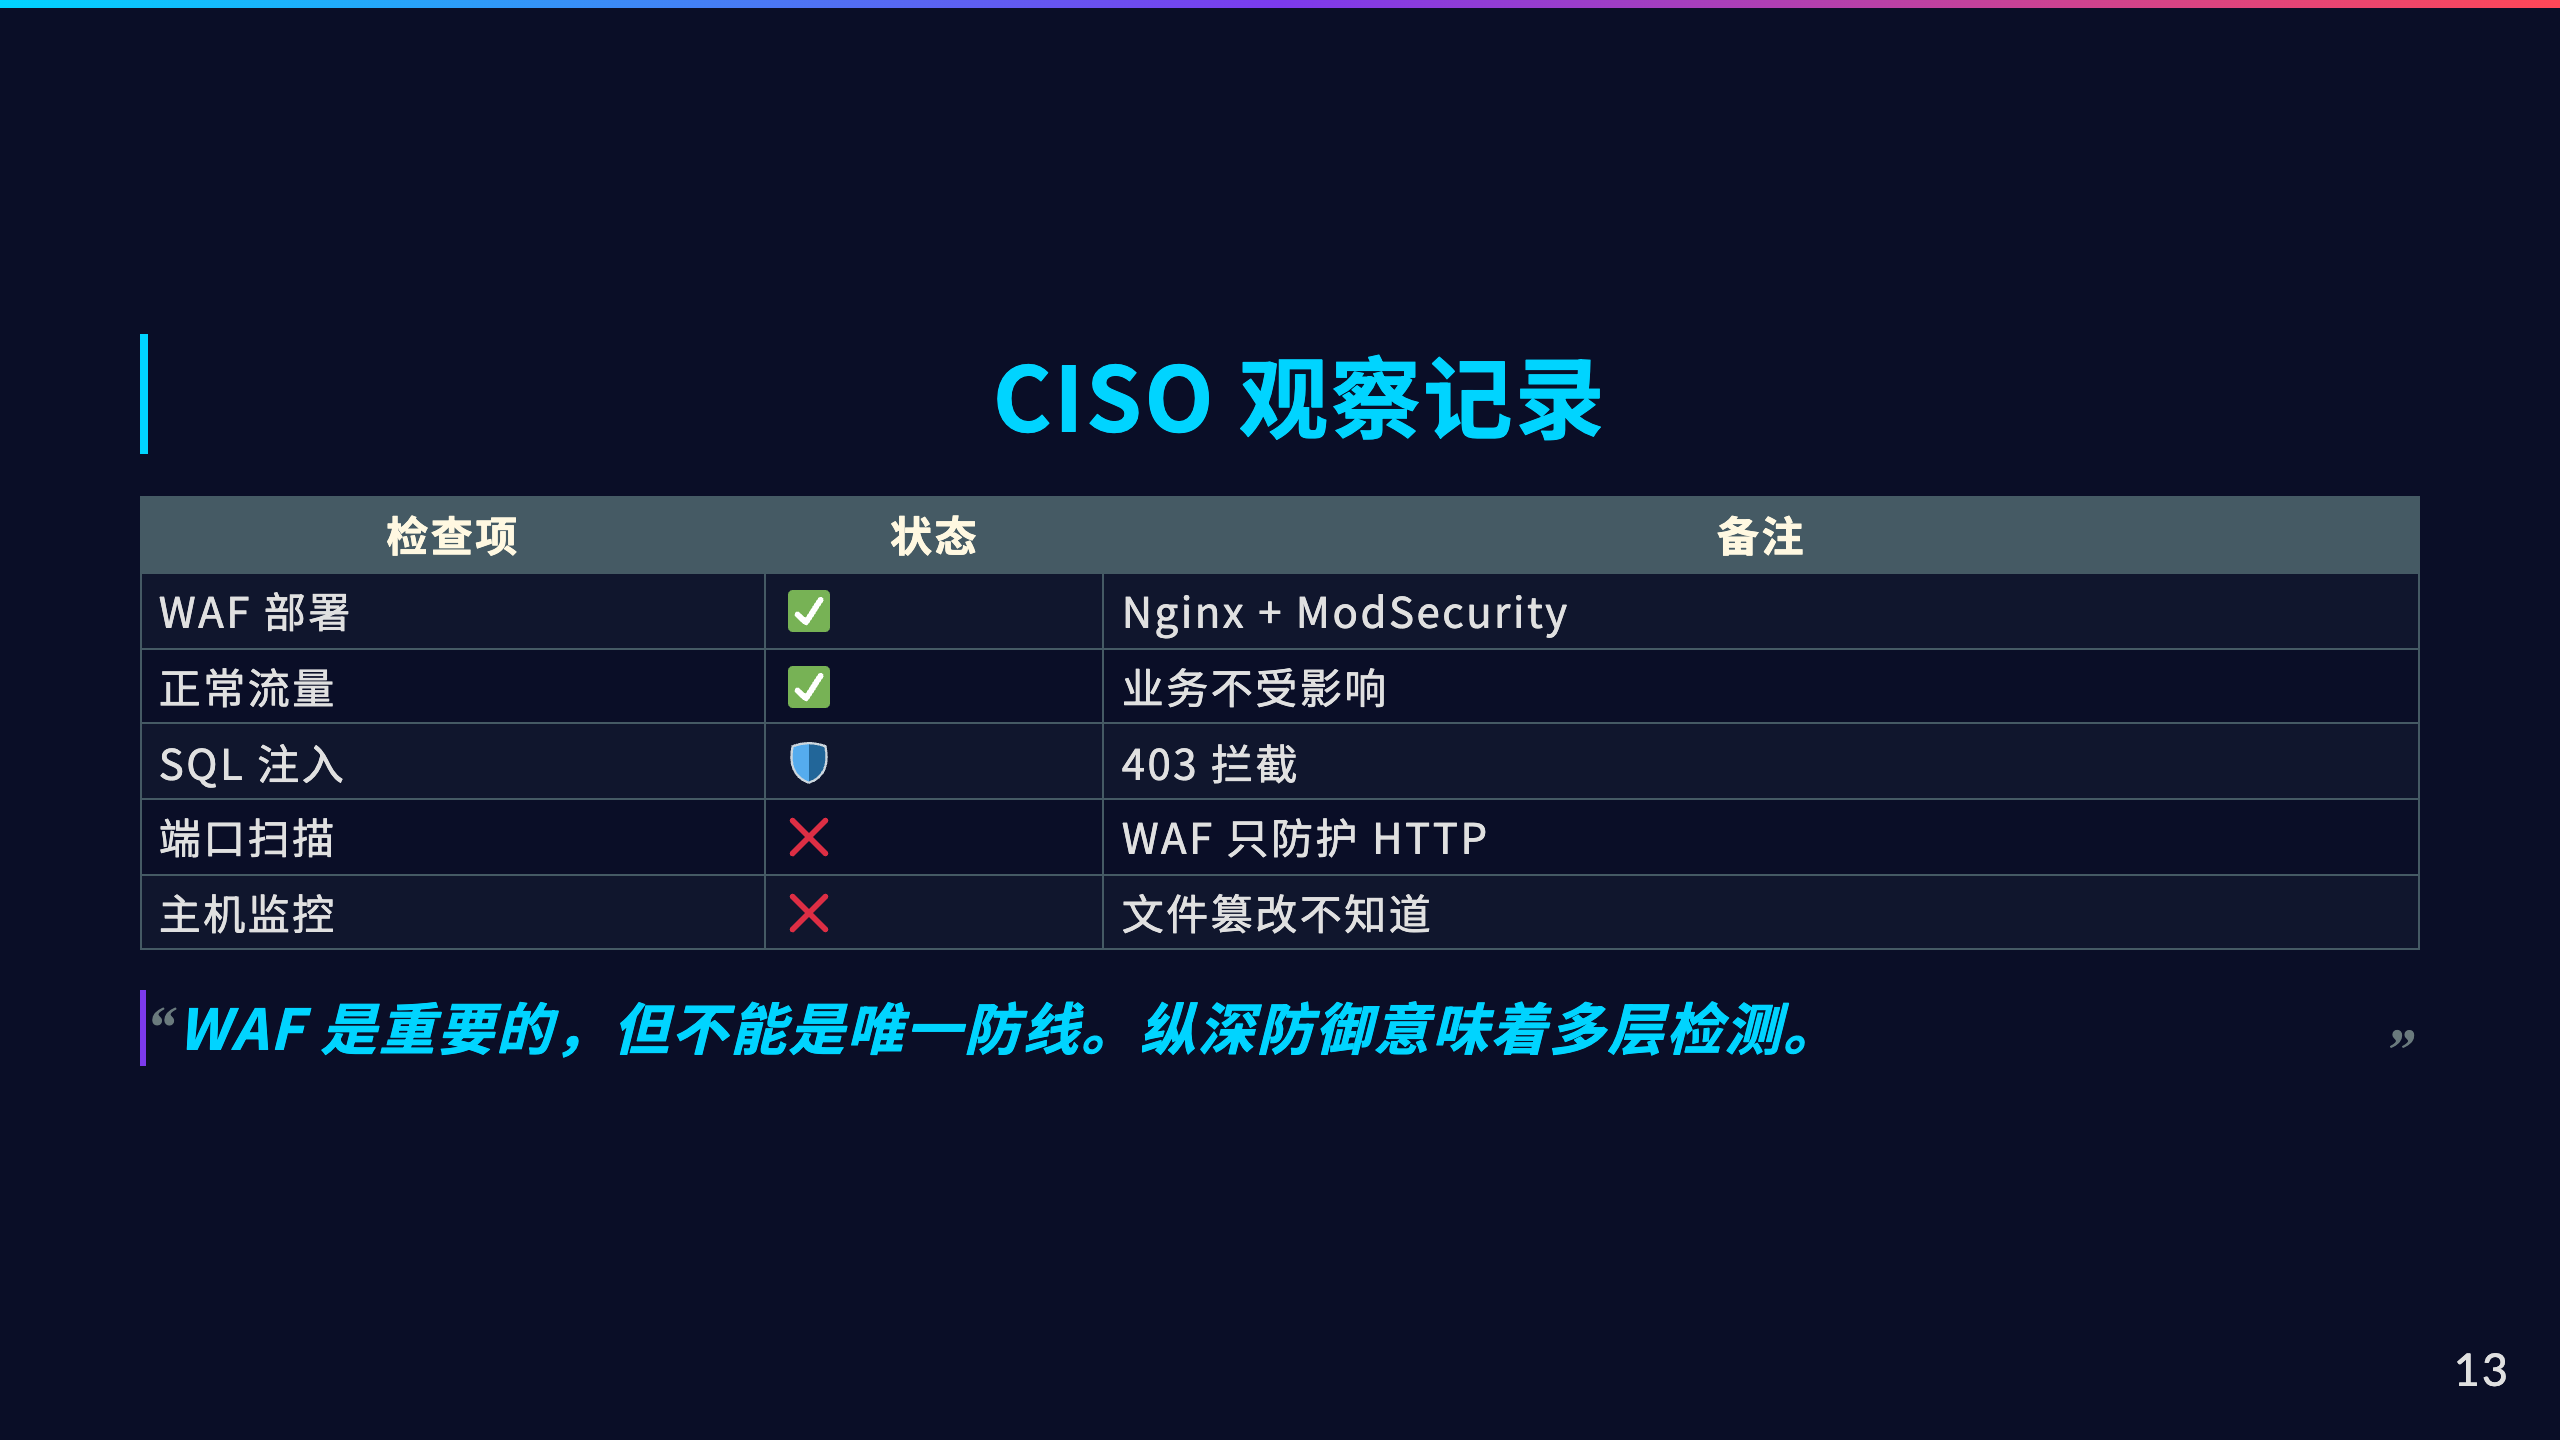 CISO 观察记录
检查项 状态 备注
WAF 部署 ✅ Nginx + ModSecurity
正常流量 ✅ 业务不受影响
SQL 注入 🛡️ 403 拦截
端口扫描 ❌ WAF 只防护 HTTP
主机监控 ❌ 文件篡改不知道
“WAF 是重要的，但不能是唯一防线。纵深防御意味着多层检测。”
13